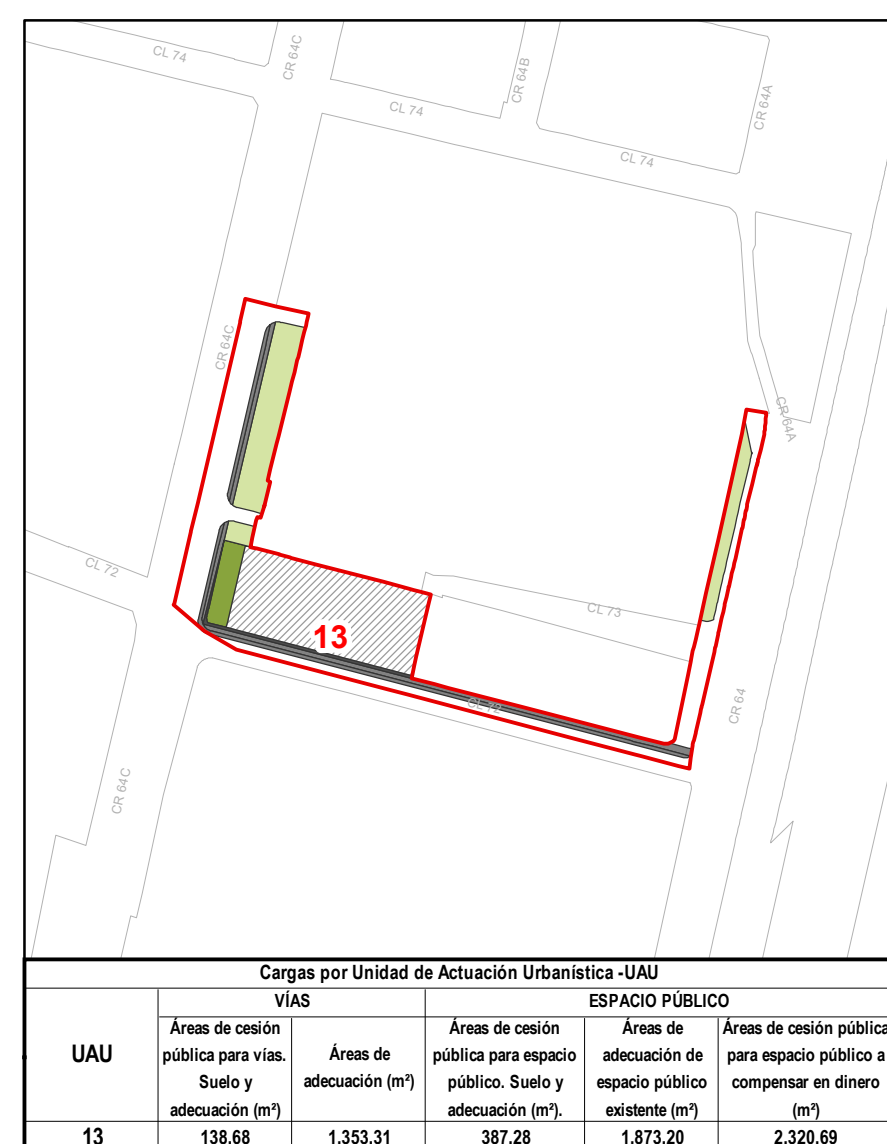 CL 74
CR 64C
CR 64B
CL 74
CR 64A
CL 74
CR 64C
CR 64A
CL 72
CL 73
13
CL 72
CR 64
CR 64C
Cargas por Unidad de Actuación Urbanística -UAU
UAU
VÍAS
ESPACIO PÚBLICO
Áreas de cesión
pública para vías.
Suelo y
adecuación (m²)
Áreas de
adecuación (m²)
Áreas de cesión
pública para espacio
público. Suelo y
adecuación (m²).
Áreas de
adecuación de
espacio público
existente (m²)
Áreas de cesión pública
para espacio público a
compensar en dinero
(m²)
13 138.68 1.353.31 387.28 1.873.20 2.320.69